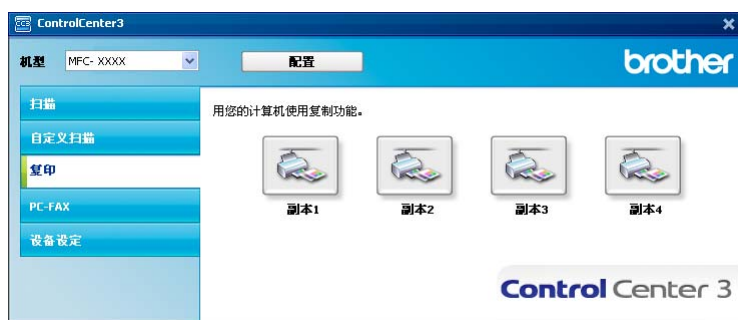 ControlCenter3
机型 MFC- XXXX 配置 brother
扫描
自定义扫描
复印
PC-FAX
设备设定
用您的计算机使用复制功能。
副本1 副本2 副本3 副本4
Control Center 3